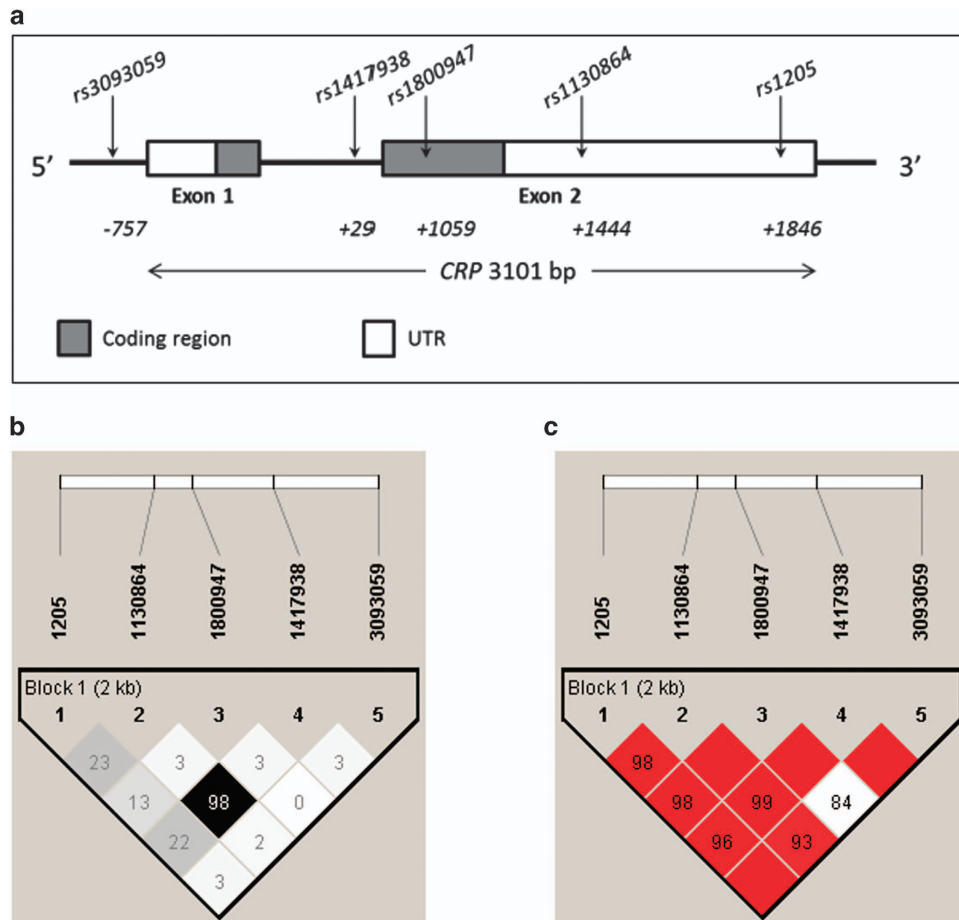 a
rs3093059 rs1417938 rs1800947 rs1130864 rs1205
5′ 3′
Exon 1 Exon 2
-757 +29 +1059 +1444 +1846
CRP 3101 bp
Coding region UTR
b
1205 1130864 1800947 1417938 3093059
Block 1 (2 kb)
1 2 3 4 5
23 3 3 3
13 98 0
22 2
3
c
1205 1130864 1800947 1417938 3093059
Block 1 (2 kb)
1 2 3 4 5
98
98 99 84
96 93